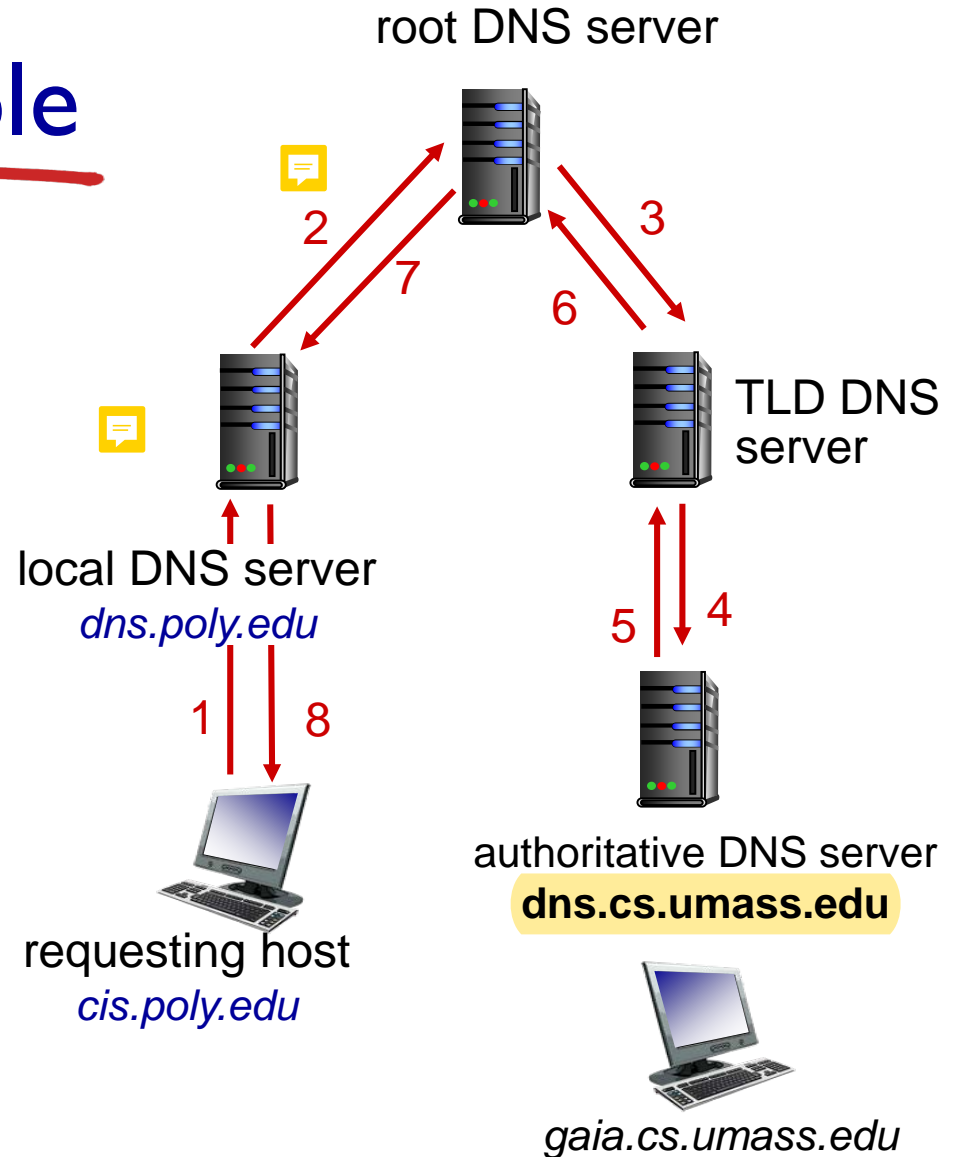 root DNS server
ole
2
3
7
6
TLD DNS
server
local DNS server
dns.poly.edu
5
4
1
8
authoritative DNS server
dns.cs.umass.edu
requesting host
cis.poly.edu
gaia.cs.umass.edu